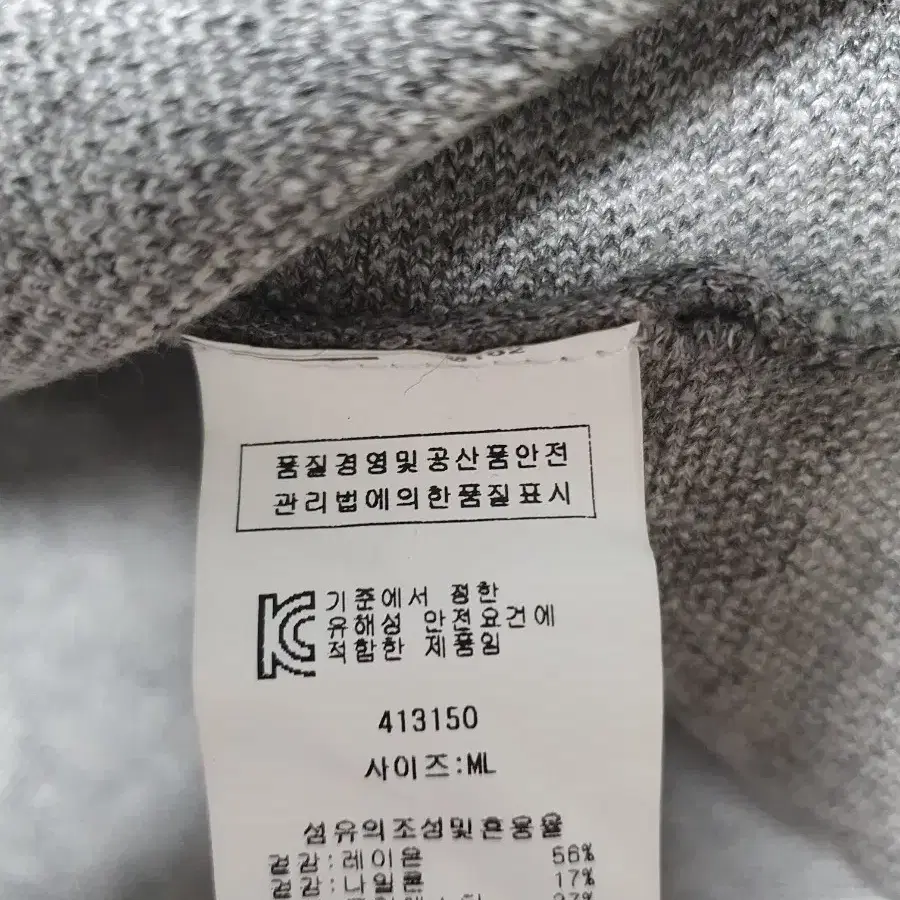 품질경영및공산품안전
관리법에의한품질표시
기준에서 정한
유해성 안전요건에
적합한 제품임
413150
사이즈:ML
섬유의조성및혼용율
겉감:레이온 56%
겉감:나일론 17%